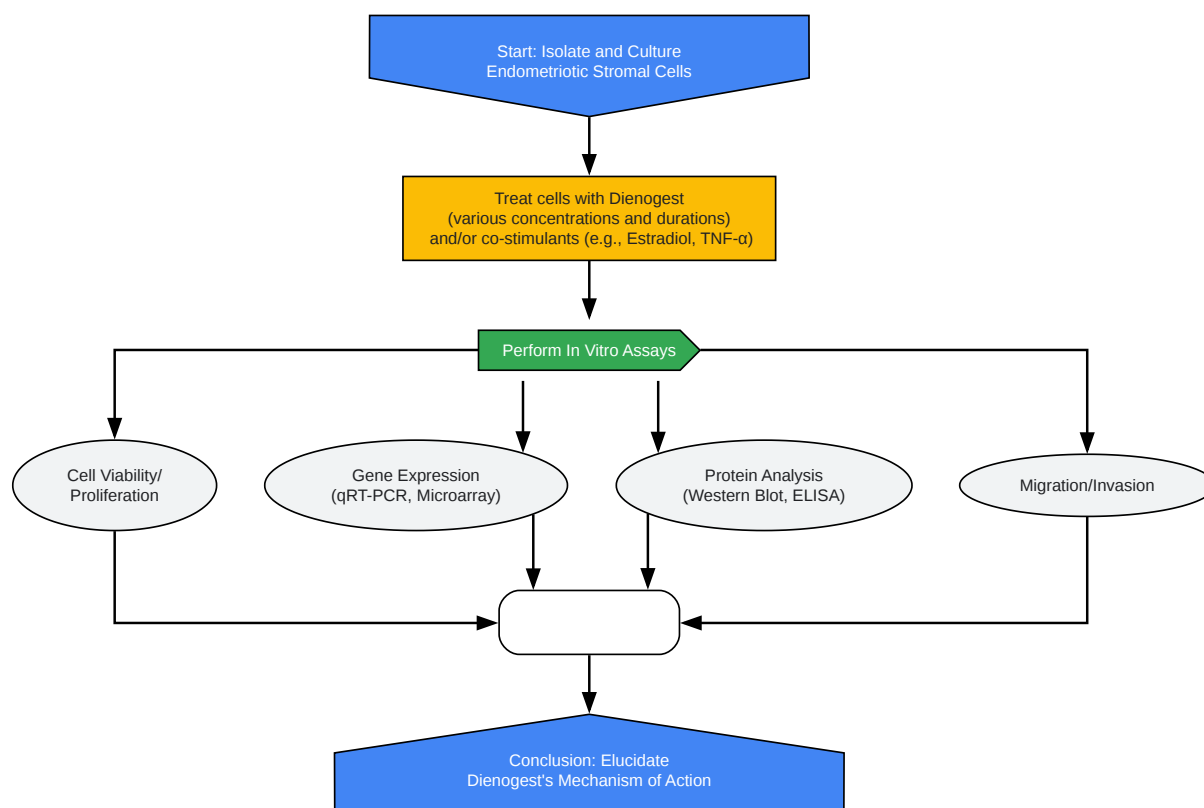 Start: Isolate and Culture
Endometriotic Stromal Cells
Treat cells with Dienogest
(various concentrations and durations)
and/or co-stimulants (e.g., Estradiol, TNF-α)
Perform In Vitro Assays
Cell Viability/
Proliferation
Gene Expression
(qRT-PCR, Microarray)
Protein Analysis
(Western Blot, ELISA)
Migration/Invasion
Conclusion: Elucidate
Dienogest's Mechanism of Action